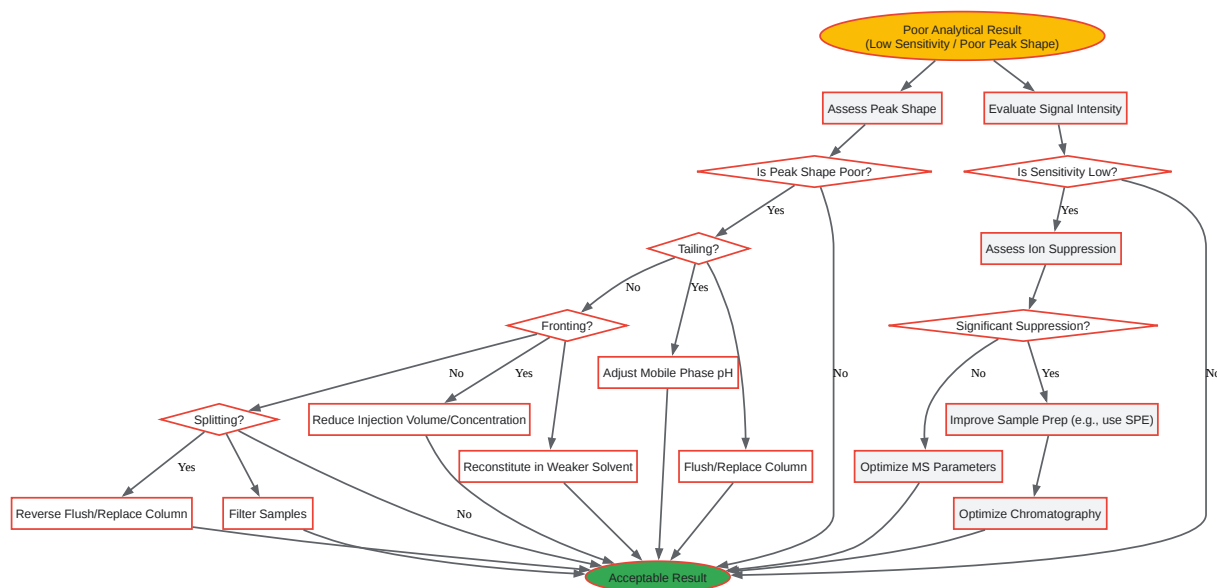 Poor Analytical Result
(Low Sensitivity / Poor Peak Shape)
Assess Peak Shape
Evaluate Signal Intensity
Is Peak Shape Poor?
Is Sensitivity Low?
Yes
Yes
Tailing?
Assess Ion Suppression
No
Yes
Fronting?
Significant Suppression?
No
Yes
Adjust Mobile Phase pH
No
No
Yes
No
Splitting?
Reduce Injection Volume/Concentration
Improve Sample Prep (e.g., use SPE)
Yes
Reconstitute in Weaker Solvent
Flush/Replace Column
Optimize MS Parameters
Reverse Flush/Replace Column
Filter Samples
No
Optimize Chromatography
Acceptable Result